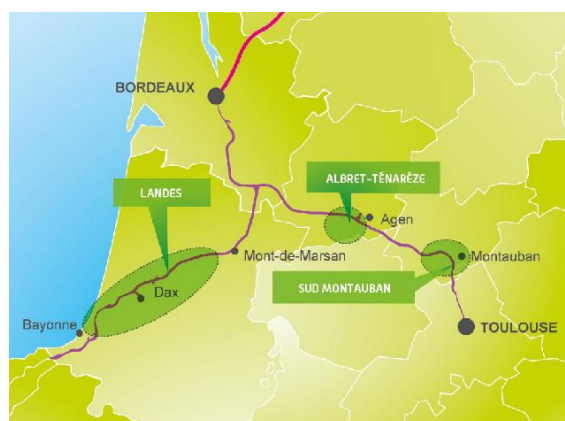 BORDEAUX
ALBRET-TÉNARÈZE
LANDES
Agen
Mont-de-Marsan
Montauban
Dax
SUD MONTAUBAN
Bayonne
TOULOUSE